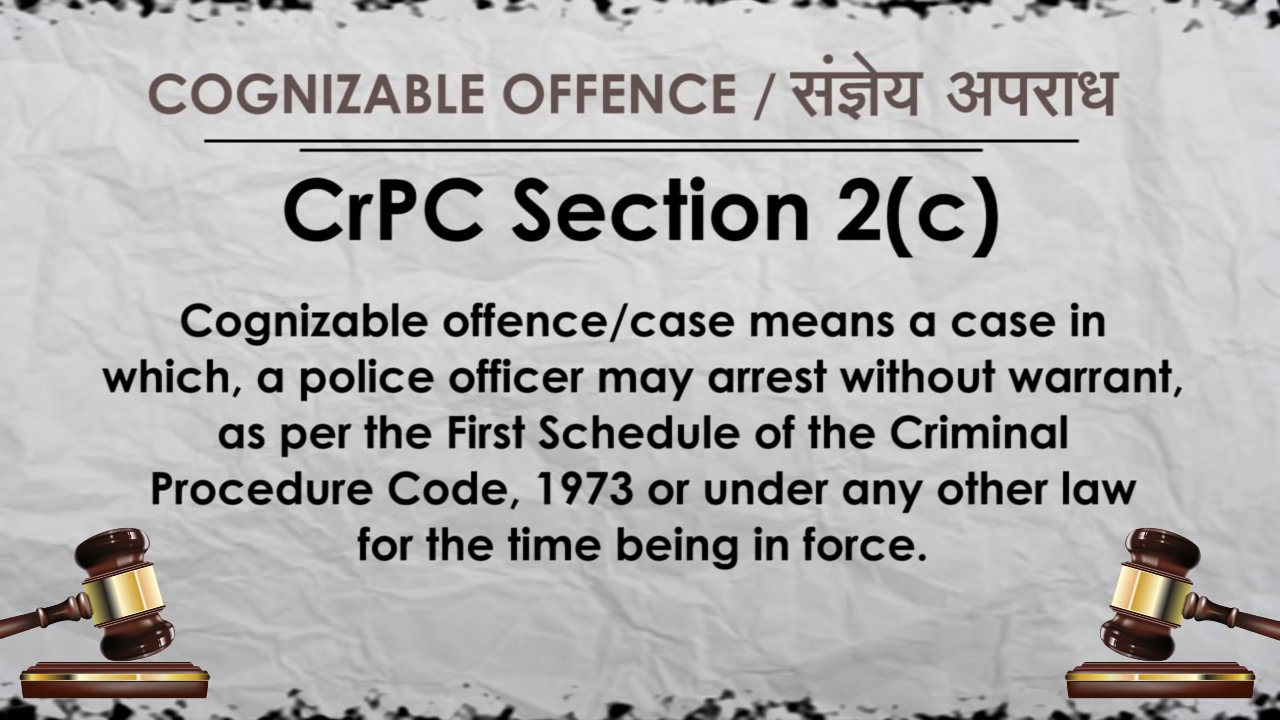 COGNIZABLE OFFENCE / संज्ञेय अपराध
CrPC Section 2(c)
Cognizable offence/case means a case in
which, a police officer may arrest without warrant,
as per the First Schedule of the Criminal
Procedure Code, 1973 or under any other law
for the time being in force.